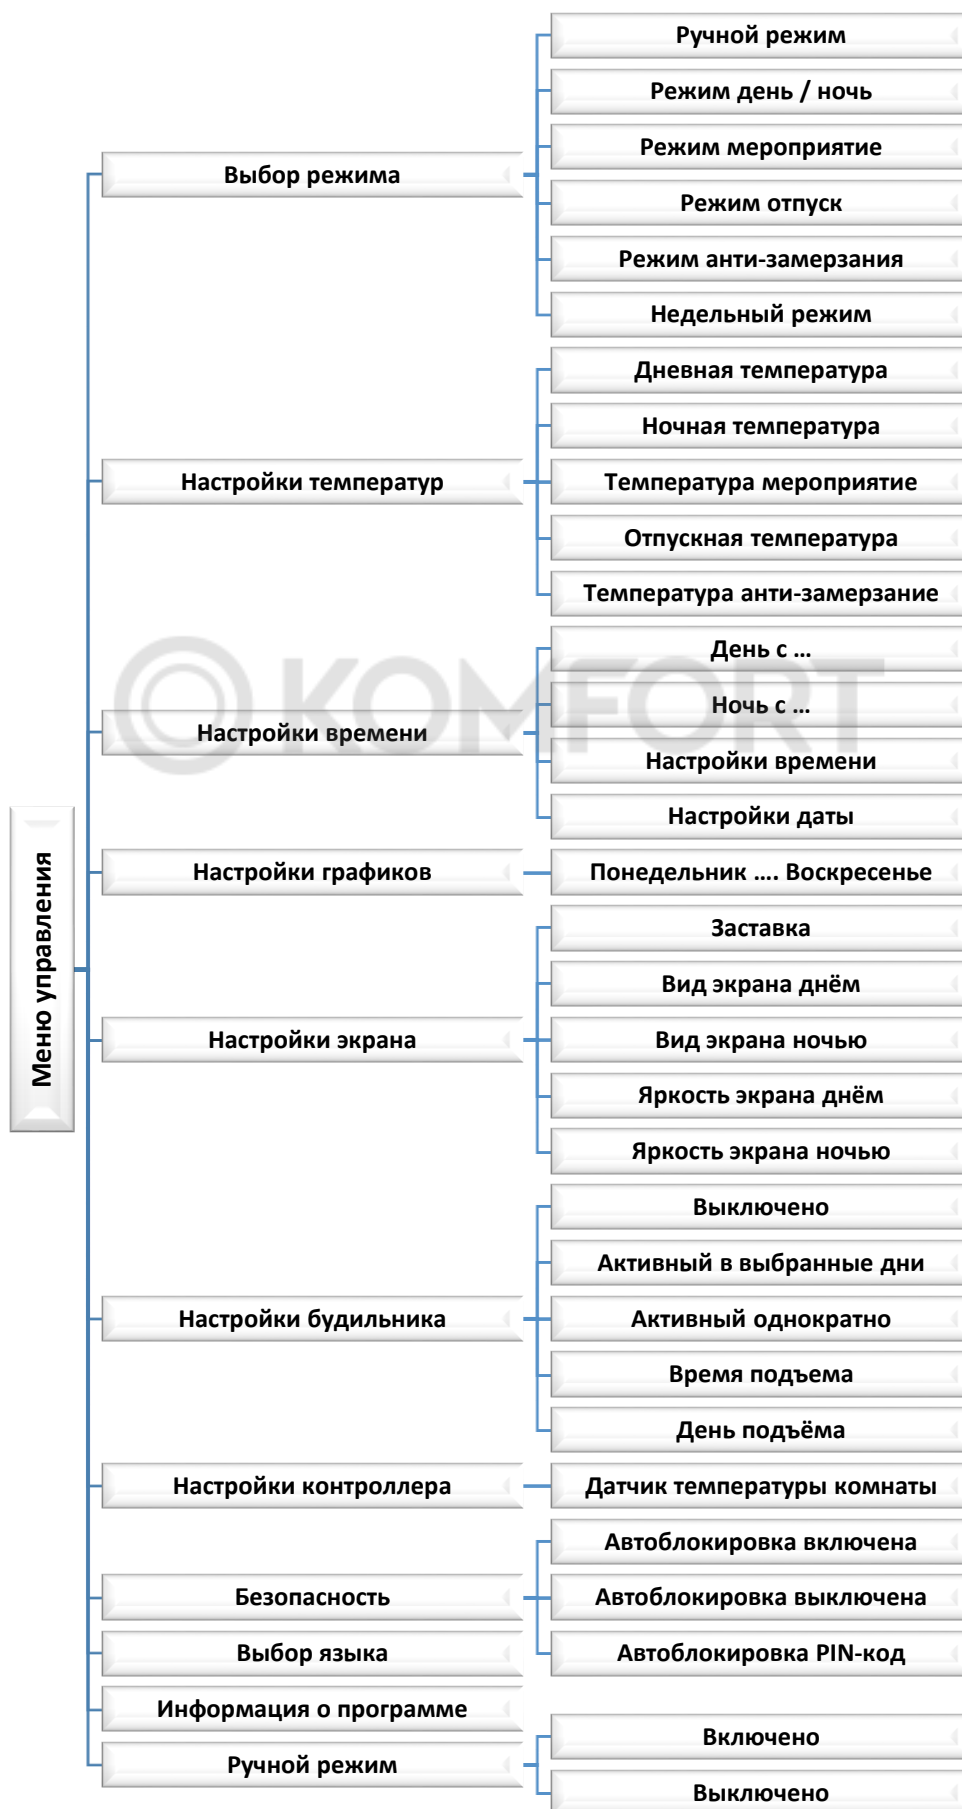 Меню управления
Выбор режима
Ручной режим
Режим день / ночь
Режим мероприятие
Режим отпуск
Режим анти-замерзания
Недельный режим
Настройки температур
Дневная температура
Ночная температура
Температура мероприятие
Отпускная температура
Температура анти-замерзание
KOMFORT
Настройки времени
День с ...
Ночь с ...
Настройки времени
Настройки даты
Настройки графиков
Понедельник .... Воскресенье
Настройки экрана
Заставка
Вид экрана днём
Вид экрана ночью
Яркость экрана днём
Яркость экрана ночью
Настройки будильника
Выключено
Активный в выбранные дни
Активный однократно
Время подъема
День подъёма
Настройки контроллера
Датчик температуры комнаты
Безопасность
Автоблокировка включена
Автоблокировка выключена
Автоблокировка PIN-код
Выбор языка
Информация о программе
Ручной режим
Включено
Выключено